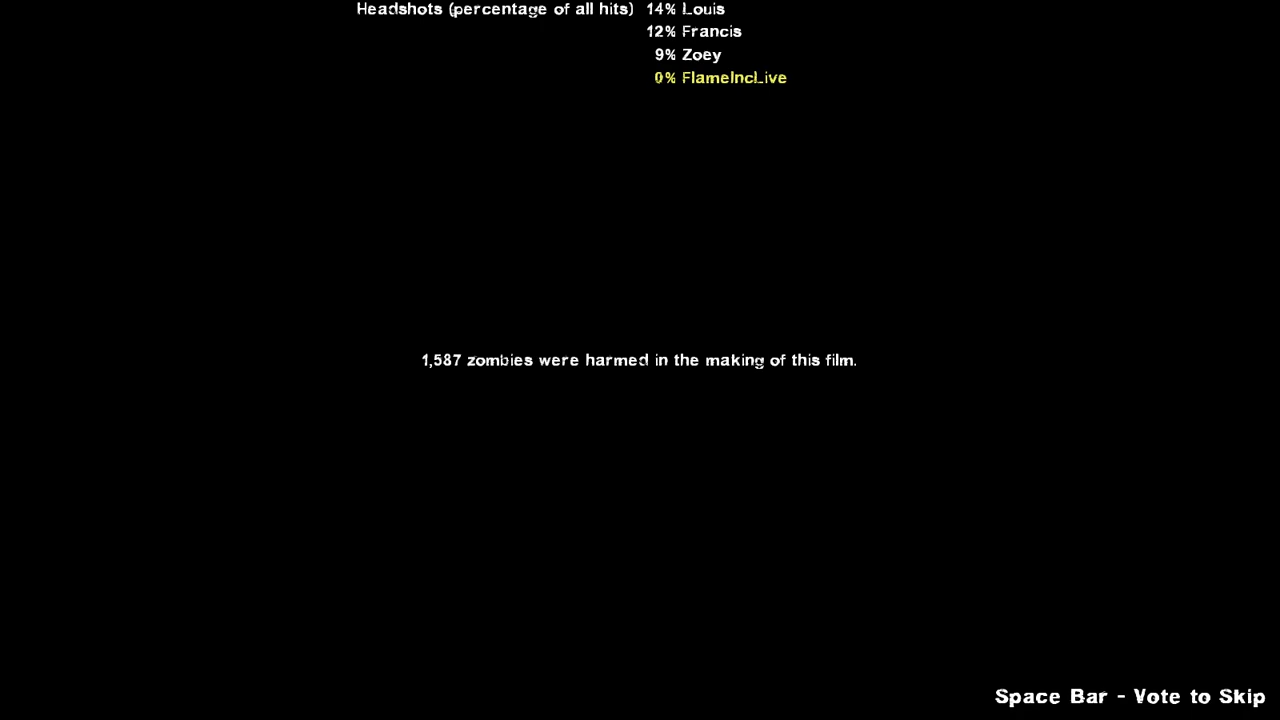 Headshots (percentage of all hits) 14% Louis
12% Francis
9% Zoey
0% FlameIncLive
1,587 zombies were harmed in the making of this film.
Space Bar - Vote to Skip